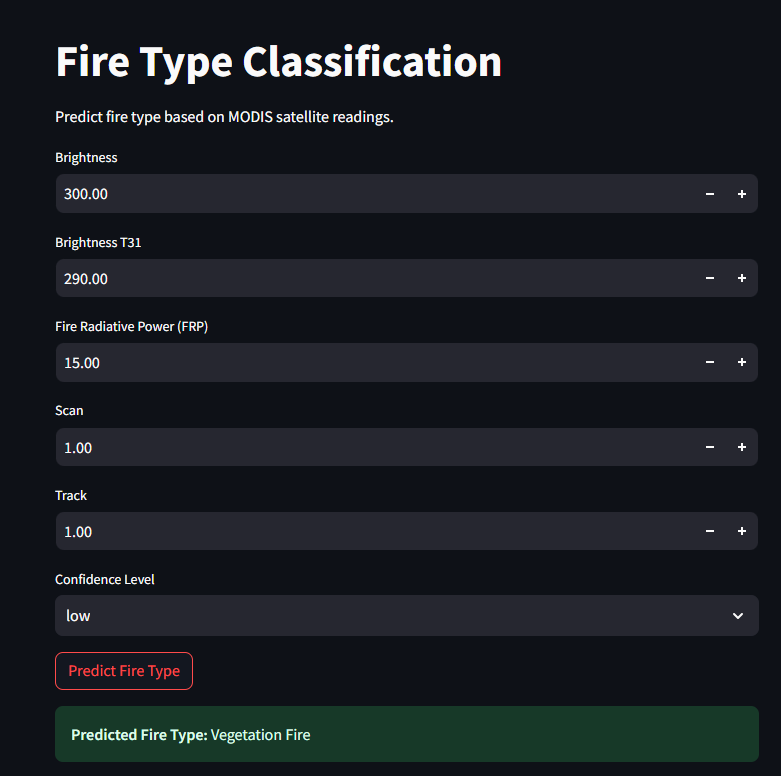 Fire Type Classification
Predict fire type based on MODIS satellite readings.
Brightness
300.00
Brightness T31
290.00
Fire Radiative Power (FRP)
15.00
Scan
1.00
Track
1.00
Confidence Level
low
Predict Fire Type
Predicted Fire Type: Vegetation Fire